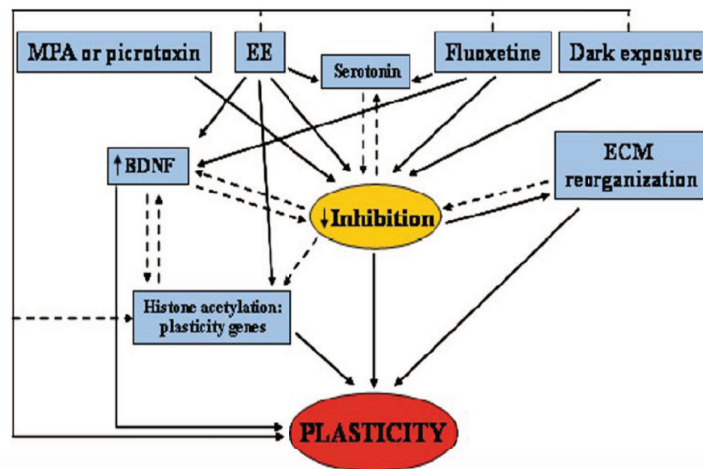 MPA or picrotoxin
EE
Serotonin
Fluoxetine
Dark exposure
↑BDNF
↓Inhibition
ECM
reorganization
Histone acetylation:
plasticity genes
PLASTICITY